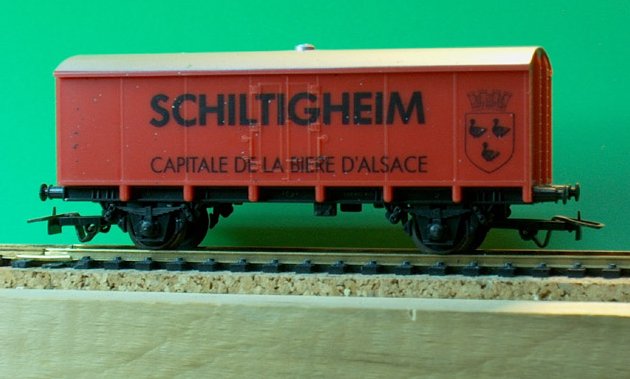 SCHILTIGHEIM
CAPITALE DE LA BIERE D'ALSACE